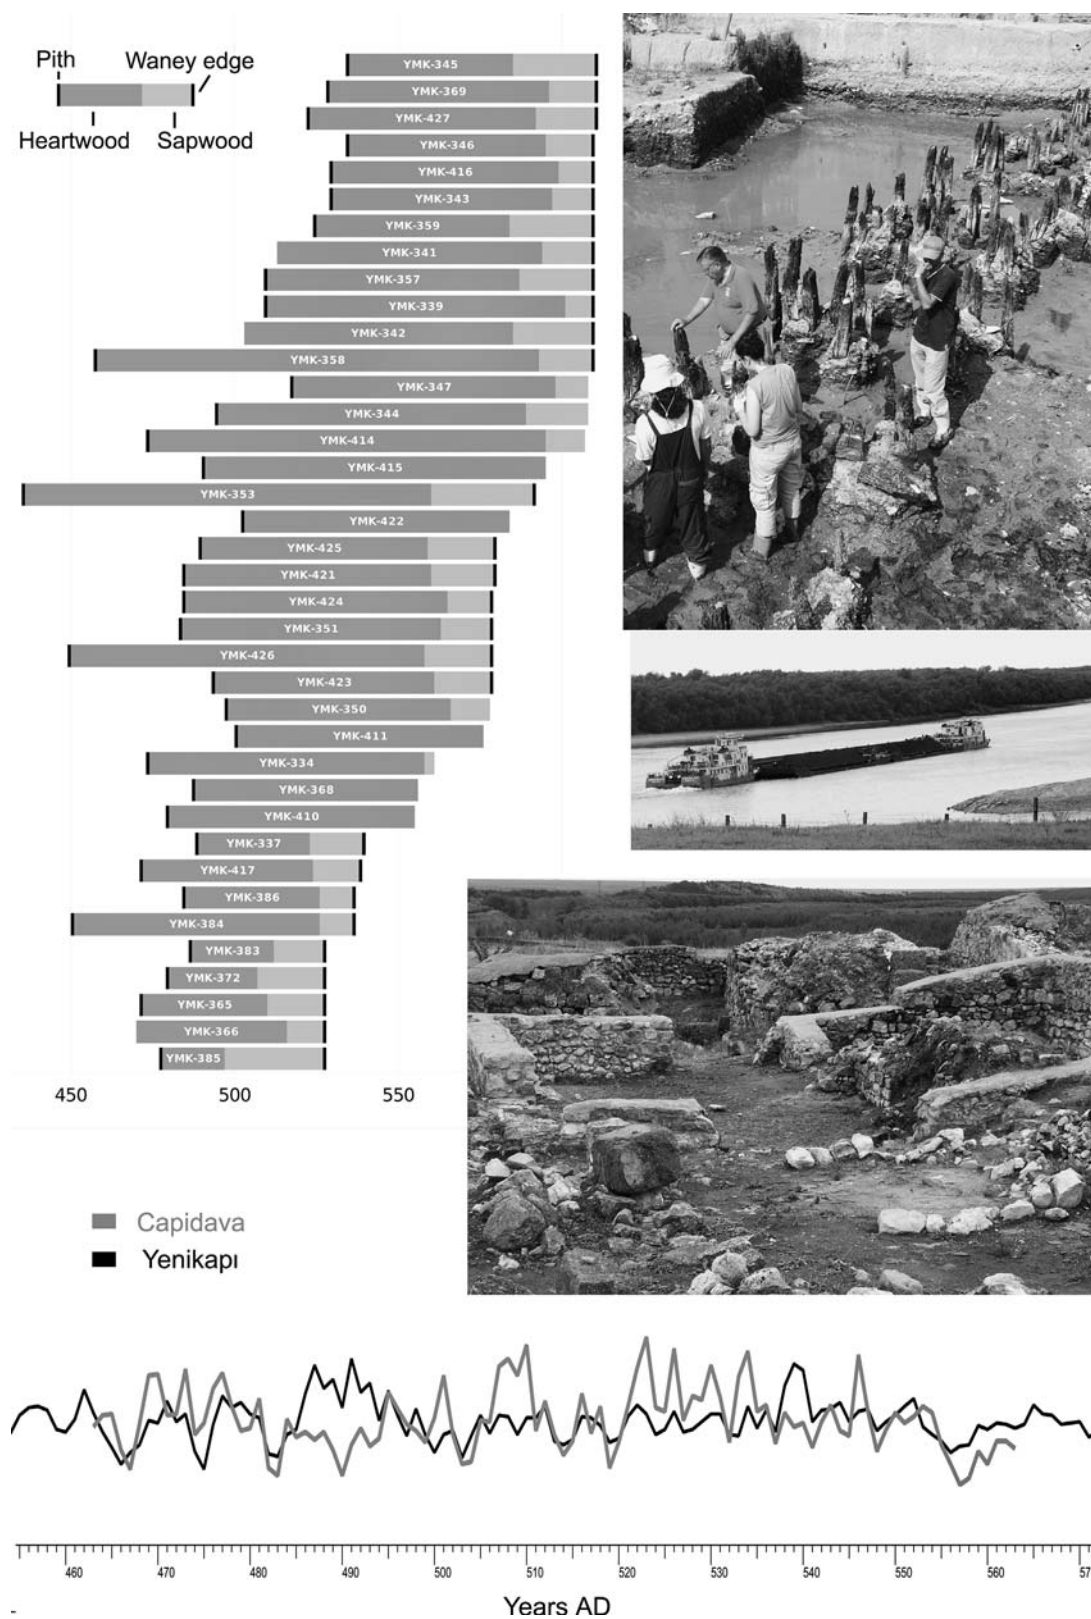 Pith
Waney edge
Heartwood
Sapwood
YMK-345
YMK-369
YMK-427
YMK-346
YMK-416
YMK-343
YMK-359
YMK-341
YMK-357
YMK-339
YMK-342
YMK-358
YMK-347
YMK-344
YMK-414
YMK-415
YMK-353
YMK-422
YMK-425
YMK-421
YMK-424
YMK-351
YMK-426
YMK-423
YMK-350
YMK-411
YMK-334
YMK-368
YMK-410
YMK-337
YMK-417
YMK-386
YMK-384
YMK-383
YMK-372
YMK-365
YMK-366
YMK-385
450 500 550
Capidava
Yenikapı
460 470 480 490 500 510 520 530 540 550 560 57
Years AD